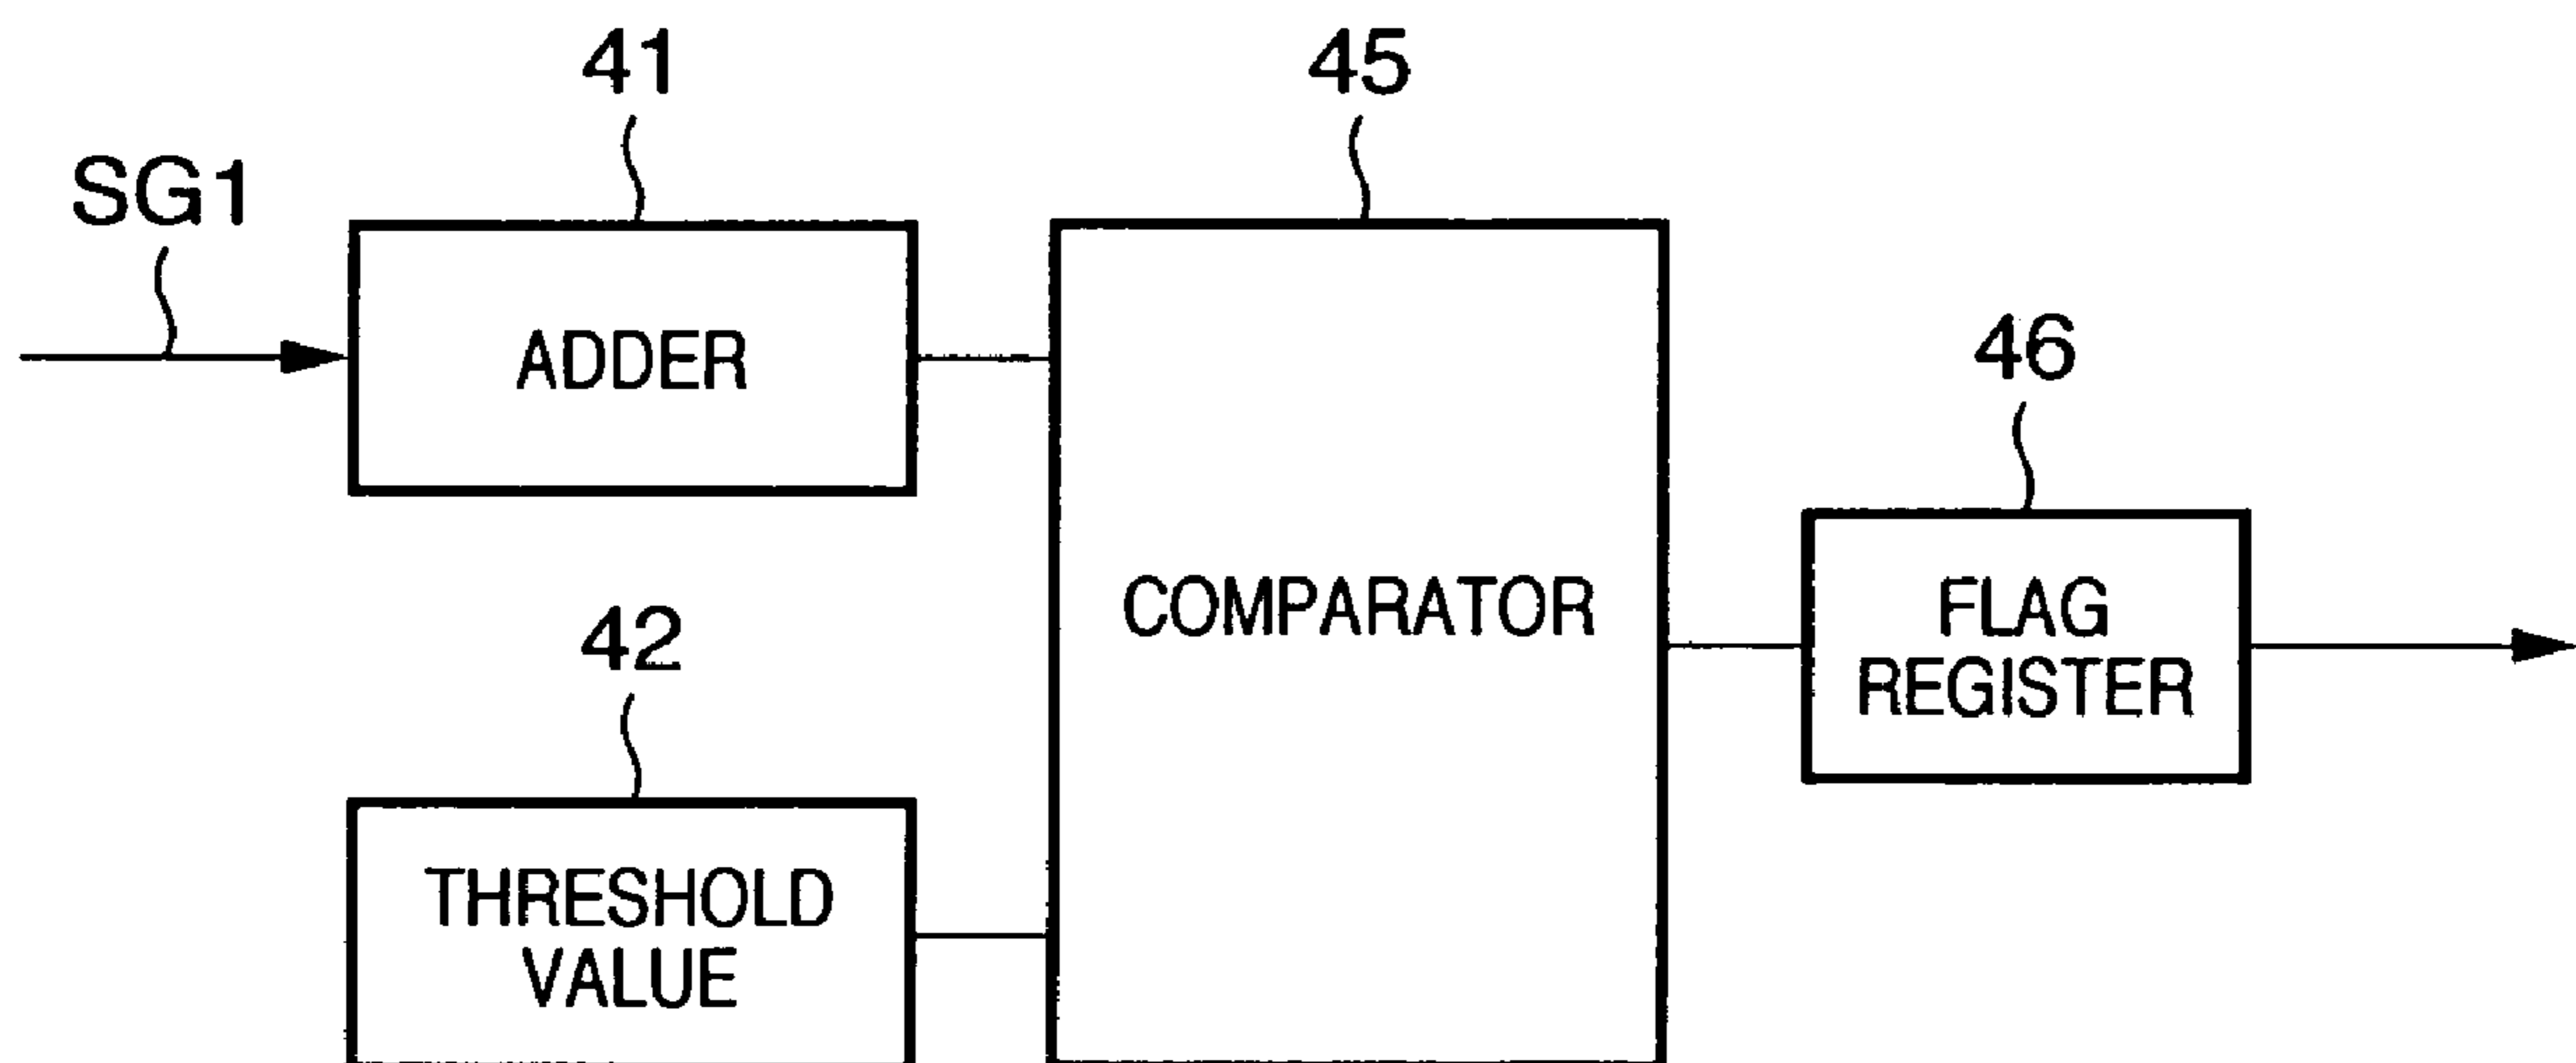 41
45
SG1
ADDER
46
42
COMPARATOR
FLAG
REGISTER
THRESHOLD
VALUE